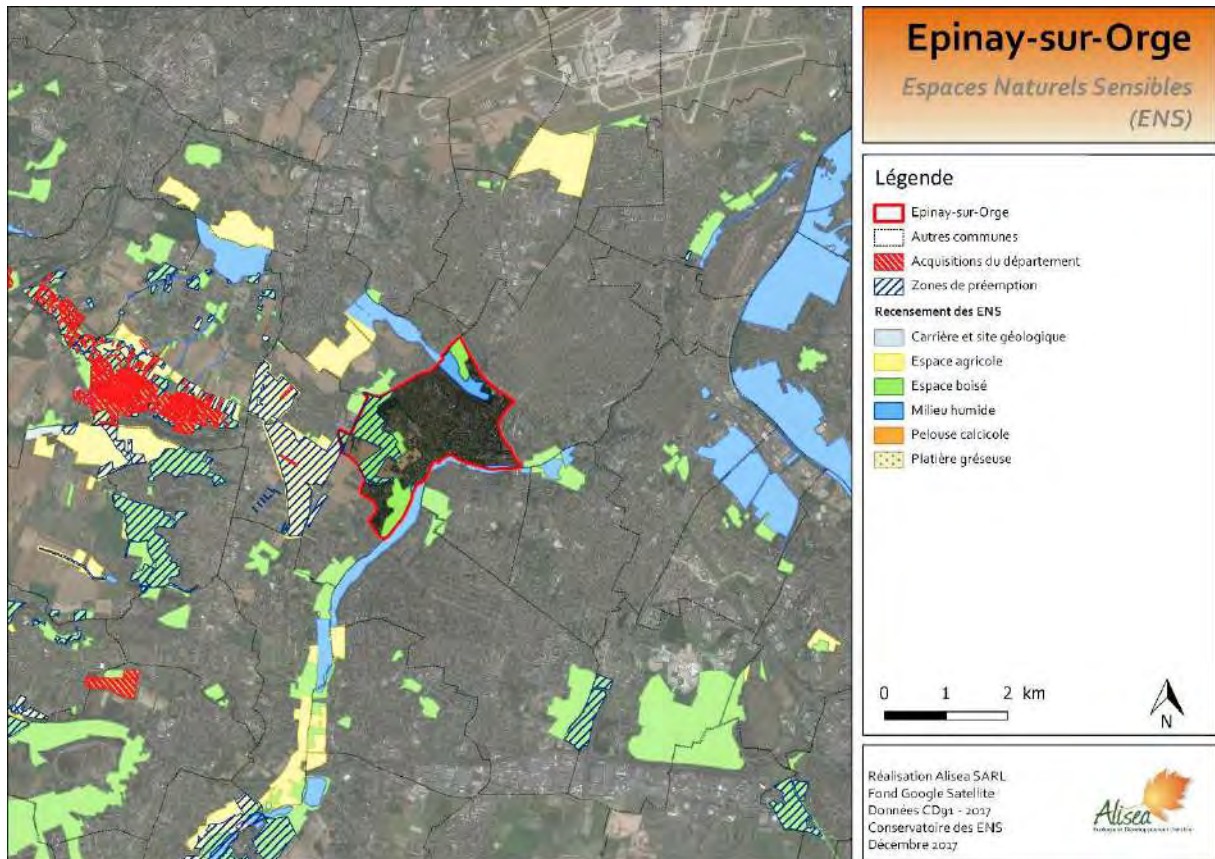 Epinay-sur-Orge
Espaces Naturels Sensibles
(ENS)
Légende
Epinay-sur-Orge
Autres communes
Acquisitions du département
Zones de préemption
Recensement des ENS
Carrière et site géologique
Espace agricole
Espace boisé
Milieu humide
Pelouse calcicole
Platière gréseuse
0 1 2 km
N
Réalisation Alisea SARL
Fond Google Satellite
Données CD91 - 2017
Conservatoire des ENS
Décembre 2017
Alisea